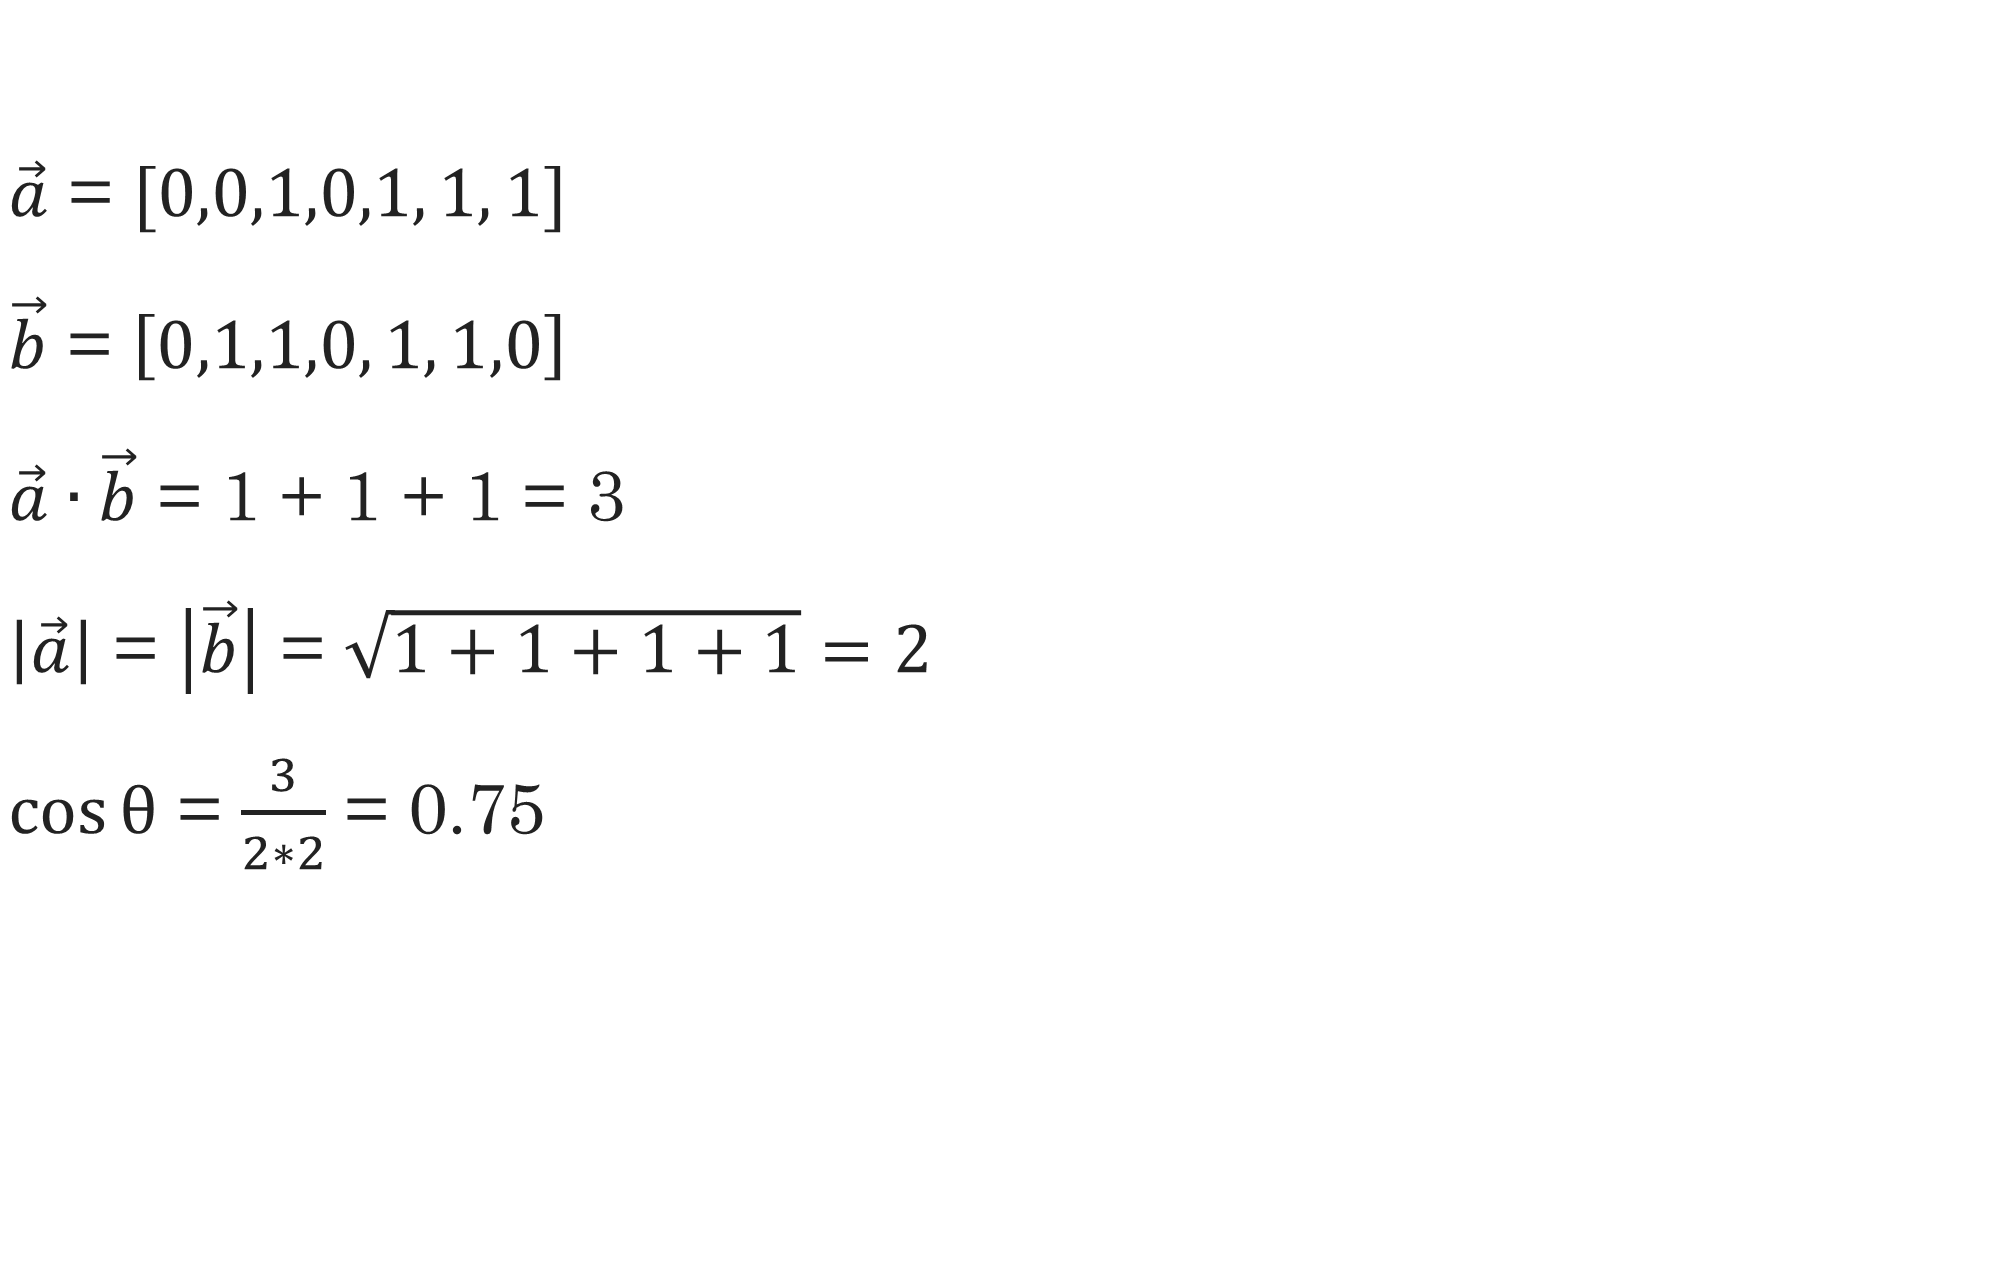 a⃗ = [0,0,1,0,1, 1, 1]
b⃗ = [0,1,1,0, 1, 1,0]
a⃗ · b⃗ = 1 + 1 + 1 = 3
|a⃗| = |b⃗| = √(1 + 1 + 1 + 1) = 2
cos θ = 3/(2*2) = 0.75